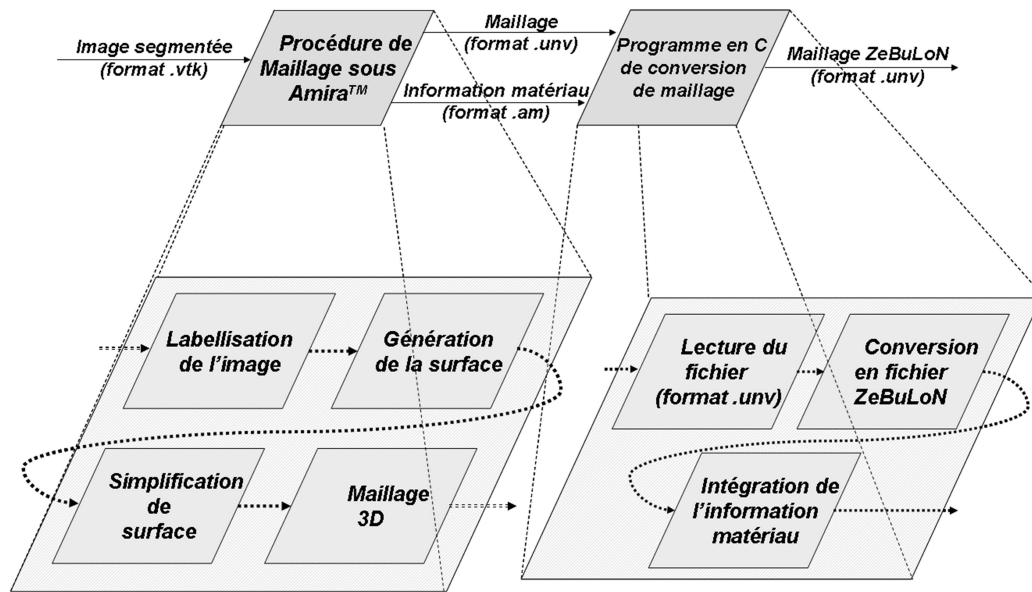 Image segmentée
(format .vtk)
Procédure de
Maillage sous
Amira™
Maillage
(format .unv)
Information matériau
(format .am)
Programme en C
de conversion
de maillage
Maillage ZeBuLoN
(format .unv)
Labellisation
de l'image
Génération
de la surface
Simplification
de
surface
Maillage
3D
Lecture du
fichier
(format .unv)
Conversion
en fichier
ZeBuLoN
Intégration de
l'information
matériau